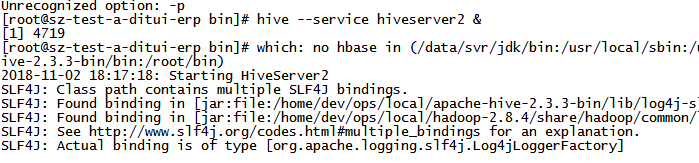 Unrecognized option: -p
[root@sz-test-a-ditui-erp bin]# hive --service hiveserver2 &
[1] 4719
[root@sz-test-a-ditui-erp bin]# which: no hbase in (/data/svr/jdk/bin:/usr/local/sbin:/u
ive-2.3.3-bin/bin:/root/bin)
2018-11-02 18:17:18: Starting HiveServer2
SLF4J: Class path contains multiple SLF4J bindings.
SLF4J: Found binding in [jar:file:/home/dev/ops/local/apache-hive-2.3.3-bin/lib/log4j-sl
SLF4J: Found binding in [jar:file:/home/dev/ops/local/hadoop-2.8.4/share/hadoop/common/l
SLF4J: See http://www.slf4j.org/codes.html#multiple_bindings for an explanation.
SLF4J: Actual binding is of type [org.apache.logging.slf4j.Log4jLoggerFactory]